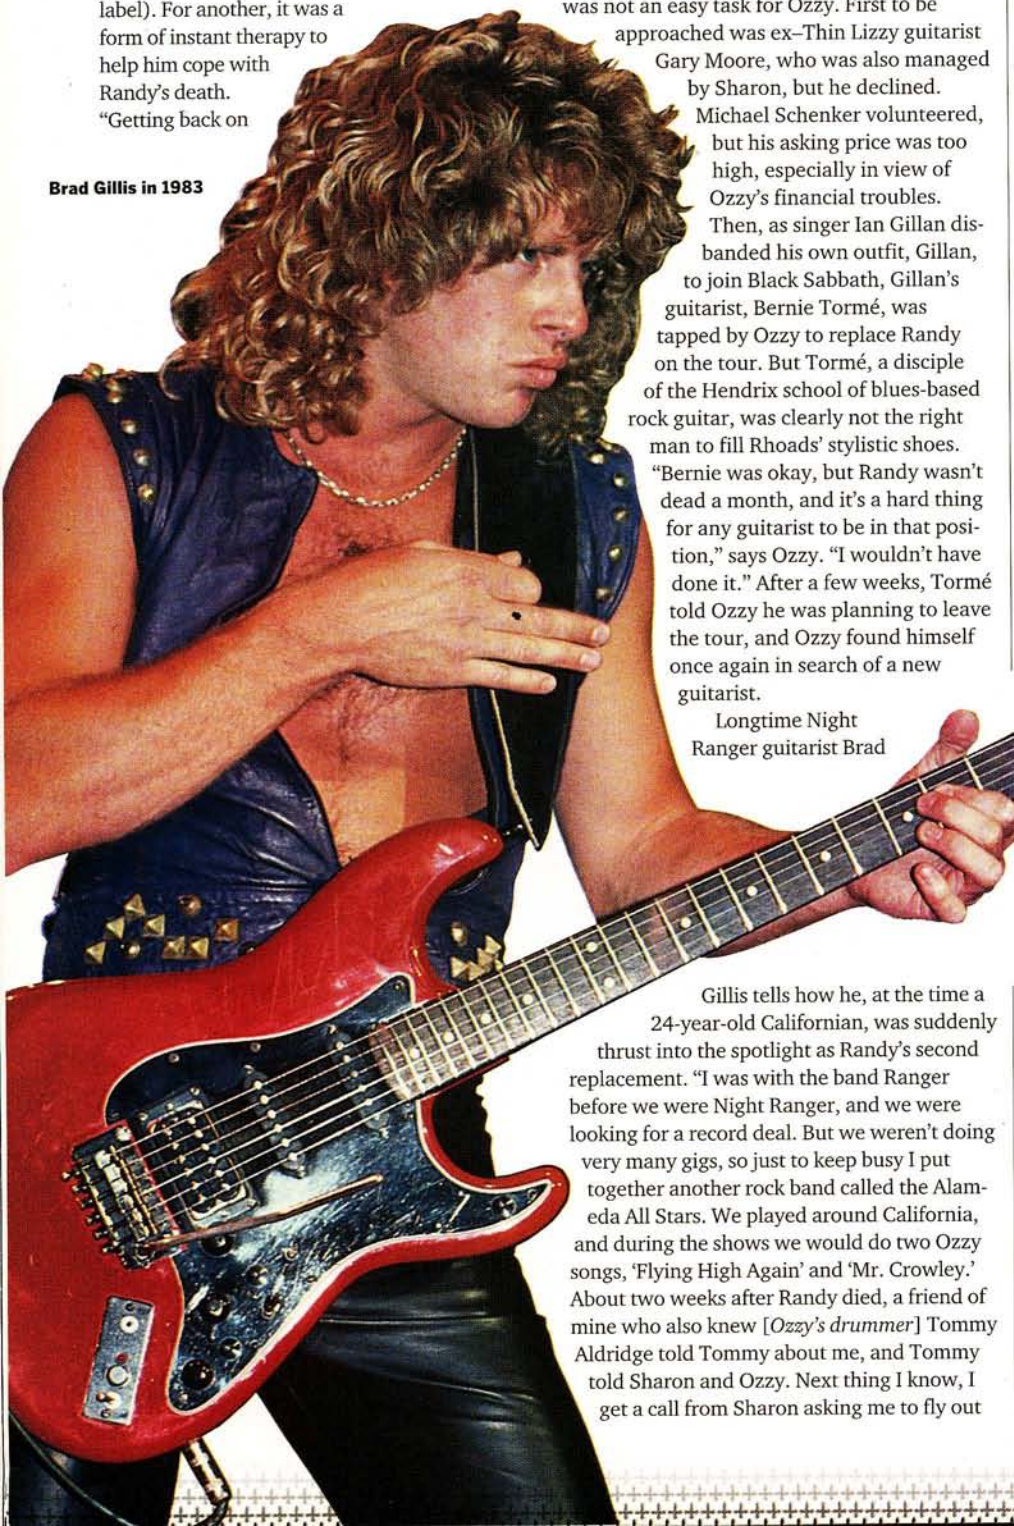 label). For another, it was a
form of instant therapy to
help him cope with
Randy's death.
“Getting back on
Brad Gillis in 1983
was not an easy task for Ozzy. First to be
approached was ex–Thin Lizzy guitarist
Gary Moore, who was also managed
by Sharon, but he declined.
Michael Schenker volunteered,
but his asking price was too
high, especially in view of
Ozzy's financial troubles.
Then, as singer Ian Gillan dis-
banded his own outfit, Gillan,
to join Black Sabbath, Gillan's
guitarist, Bernie Tormé, was
tapped by Ozzy to replace Randy
on the tour. But Tormé, a disciple
of the Hendrix school of blues-based
rock guitar, was clearly not the right
man to fill Rhoads' stylistic shoes.
“Bernie was okay, but Randy wasn't
dead a month, and it's a hard thing
for any guitarist to be in that posi-
tion,” says Ozzy. “I wouldn't have
done it.” After a few weeks, Tormé
told Ozzy he was planning to leave
the tour, and Ozzy found himself
once again in search of a new
guitarist.
Longtime Night
Ranger guitarist Brad
Gillis tells how he, at the time a
24-year-old Californian, was suddenly
thrust into the spotlight as Randy's second
replacement. “I was with the band Ranger
before we were Night Ranger, and we were
looking for a record deal. But we weren't doing
very many gigs, so just to keep busy I put
together another rock band called the Alam-
eda All Stars. We played around California,
and during the shows we would do two Ozzy
songs, ‘Flying High Again’ and ‘Mr. Crowley.’
About two weeks after Randy died, a friend of
mine who also knew [Ozzy's drummer] Tommy
Aldridge told Tommy about me, and Tommy
told Sharon and Ozzy. Next thing I know, I
get a call from Sharon asking me to fly out